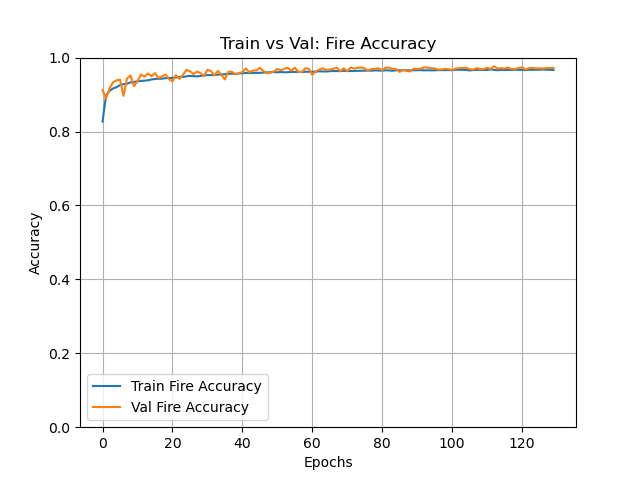 Train vs Val: Fire Accuracy
1.0
0.8
0.6
0.4
0.2
0.0
Accuracy
Train Fire Accuracy
Val Fire Accuracy
0 20 40 60 80 100 120
Epochs